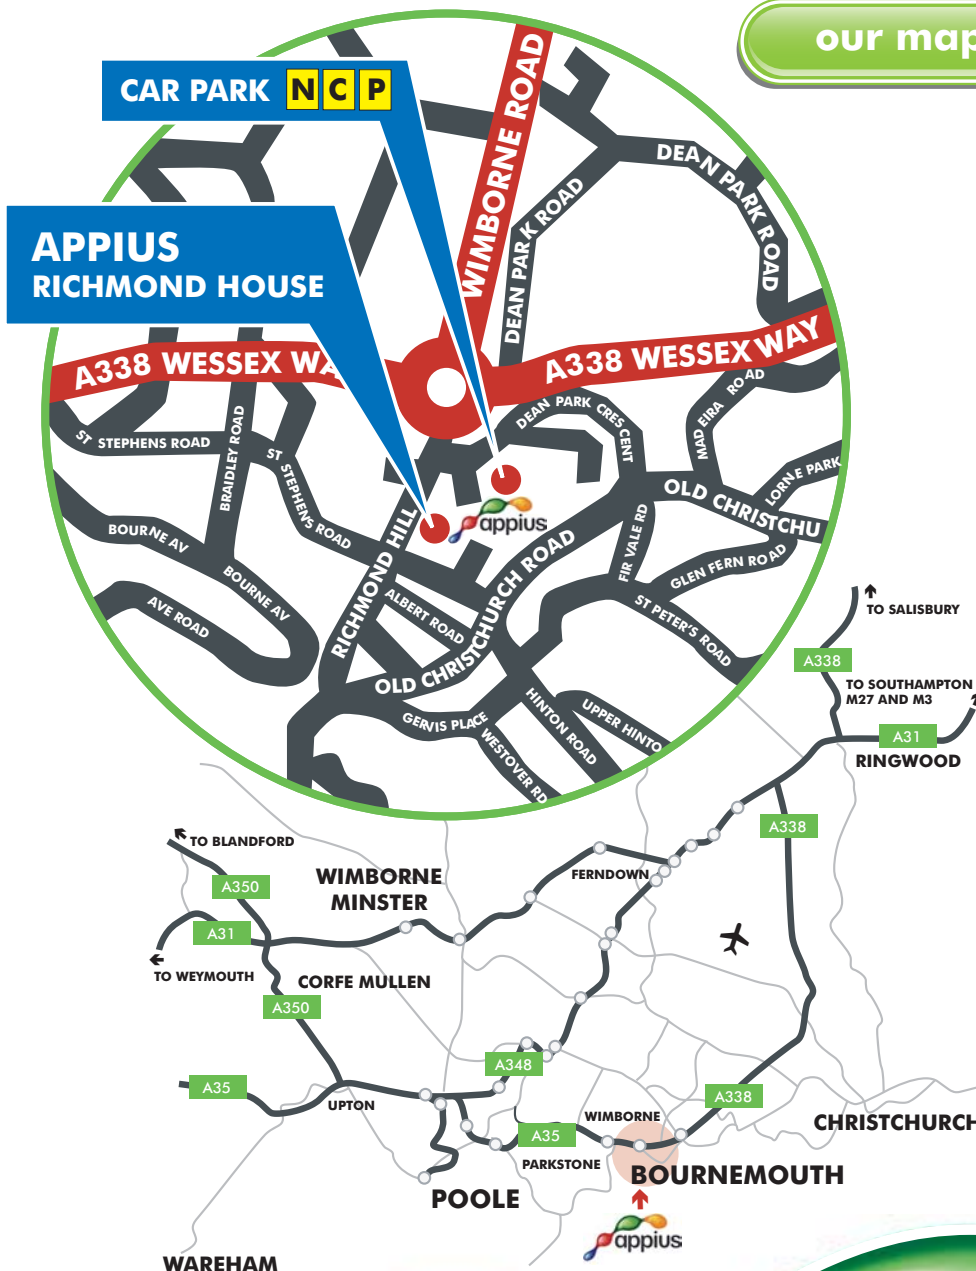 our map
CAR PARK NCP
APPIUS
RICHMOND HOUSE
WIMBORNE ROAD
DEAN PARK ROAD
DEAN PARK ROAD
A338 WESSEX WA
A338 WESSEX WAY
DEAN PARK CRESCENT
MADEIRA ROAD
ST STEPHENS ROAD
BRAIDLEY ROAD
ST STEPHENS ROAD
LORNE PARK
OLD CHRISTCHU
appius
BOURNE AV
BOURNE AV
RICHMOND HILL
FIR VALE RD
GLEN FERN ROAD
AVE ROAD
ALBERT ROAD
OLD CHRISTCHURCH ROAD
ST PETER'S ROAD
GERVIS PLACE
HINTON ROAD
UPPER HINTO
WESTOVER RD
TO SALISBURY
A338
TO SOUTHAMPTON
M27 AND M3
A31
RINGWOOD
A338
TO BLANDFORD
A350
WIMBORNE
MINSTER
FERNDOWN
A31
TO WEYMOUTH
CORFE MULLEN
A350
A348
A35
UPTON
A338
WIMBORNE
CHRISTCHURCH
A35
PARKSTONE
BOURNEMOUTH
POOLE
appius
WAREHAM